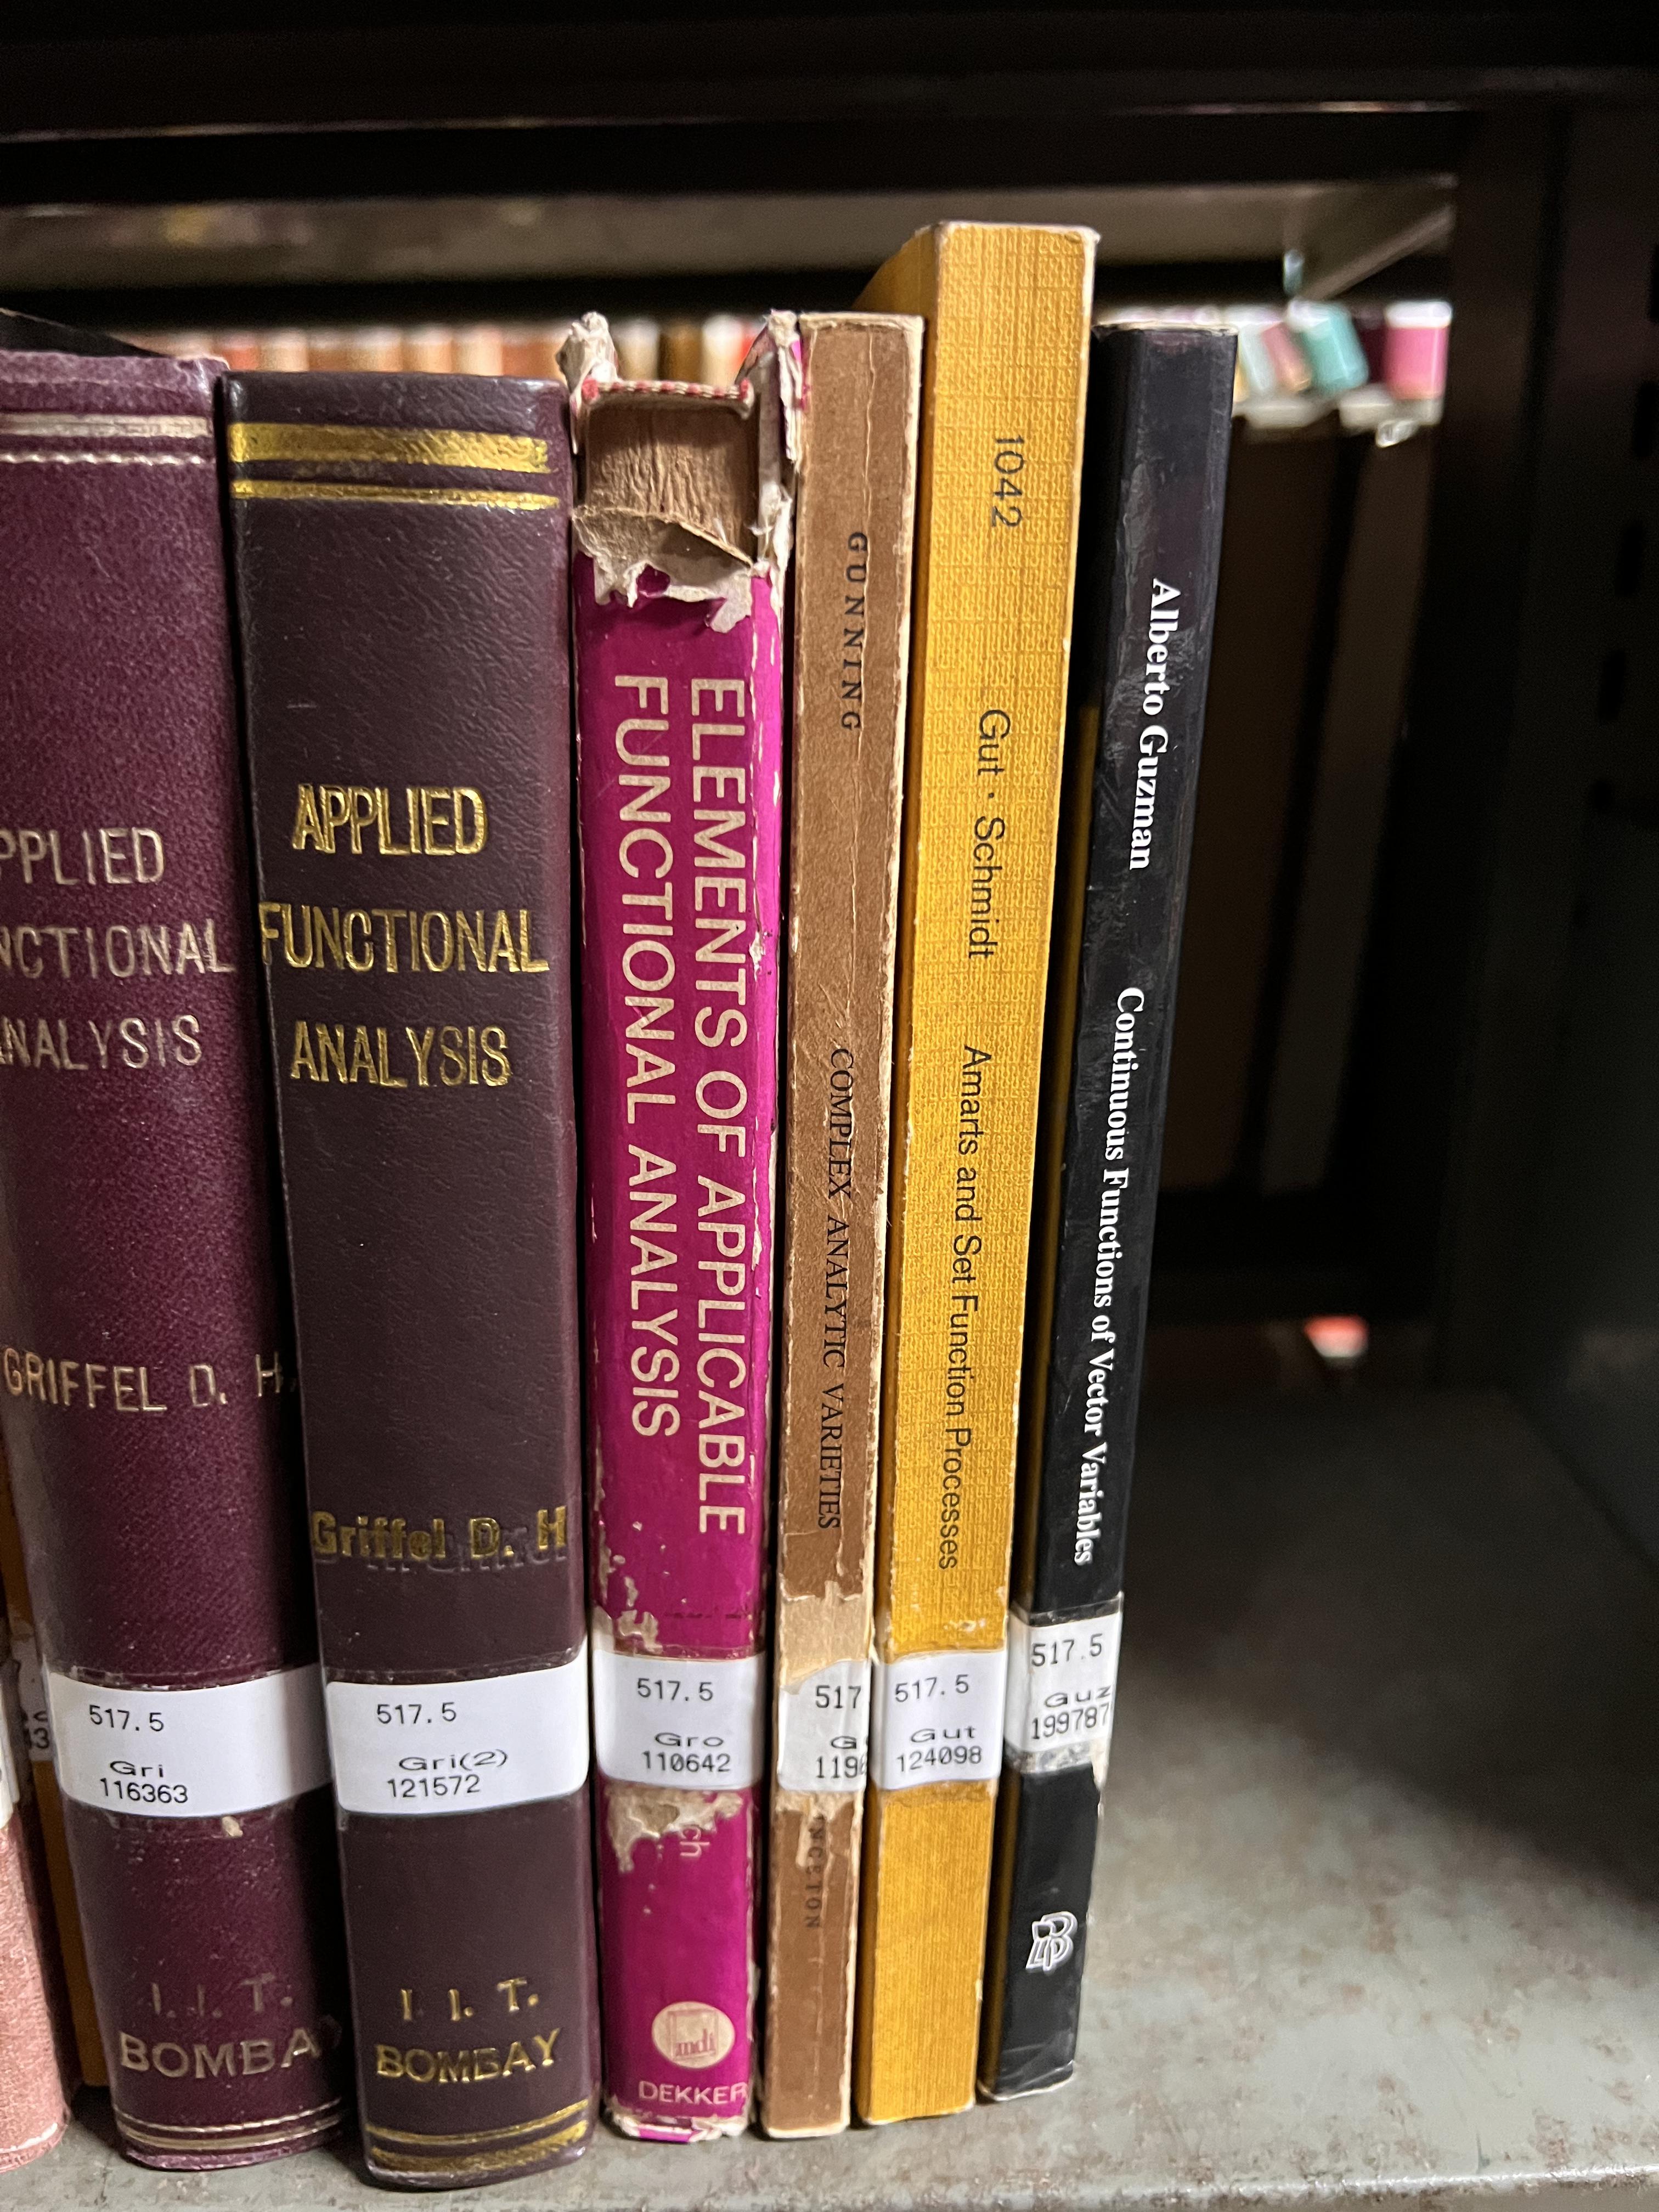 APPLIED
FUNCTIONAL
ANALYSIS
GRIFFEL D. H.
517.5
Gri
116363
I.I.T.
BOMBAY
APPLIED
FUNCTIONAL
ANALYSIS
Griffel D. H
517.5
Gri(2)
121572
I.I.T.
BOMBAY
ELEMENTS OF APPLICABLE
FUNCTIONAL ANALYSIS
517.5
Gro
110642
ch
DEKKER
GUNNING
COMPLEX ANALYTIC VARIETIES
517
G
1196
NCETON
1042
Gut · Schmidt
Amarts and Set Function Processes
517.5
Gut
124098
Alberto Guzman
Continuous Functions of Vector Variables
517.5
Guz
199787